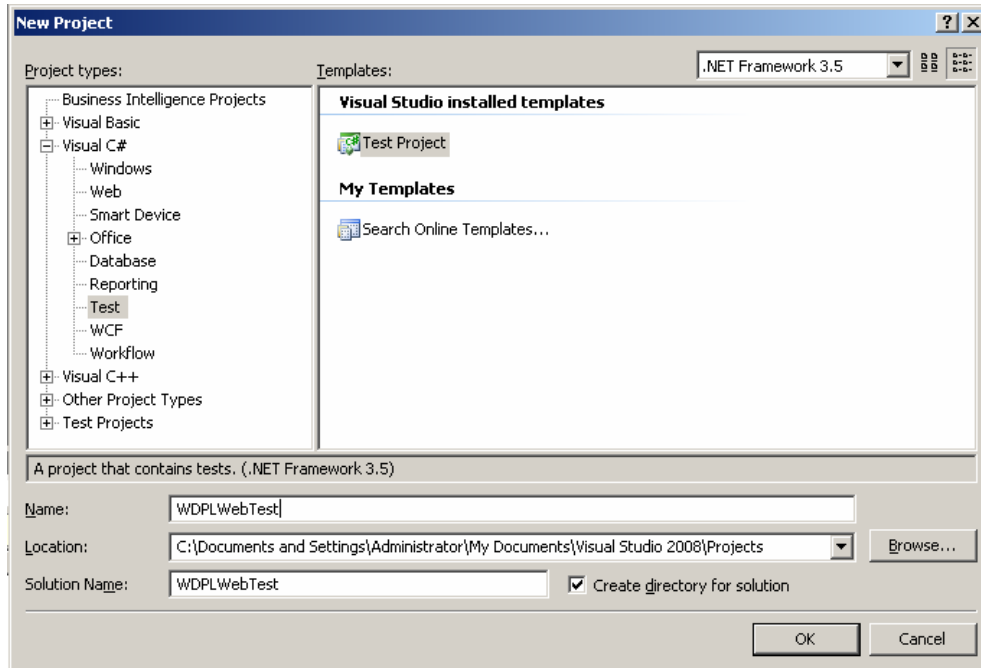 New Project
Project types:
Templates:
.NET Framework 3.5
Business Intelligence Projects
Visual Basic
Visual C#
Windows
Web
Smart Device
Office
Database
Reporting
Test
WCF
Workflow
Visual C++
Other Project Types
Test Projects
Visual Studio installed templates
Test Project
My Templates
Search Online Templates...
A project that contains tests. (.NET Framework 3.5)
Name:
WDPLWebTest
Location:
C:\Documents and Settings\Administrator\My Documents\Visual Studio 2008\Projects
Browse...
Solution Name:
WDPLWebTest
Create directory for solution
OK
Cancel